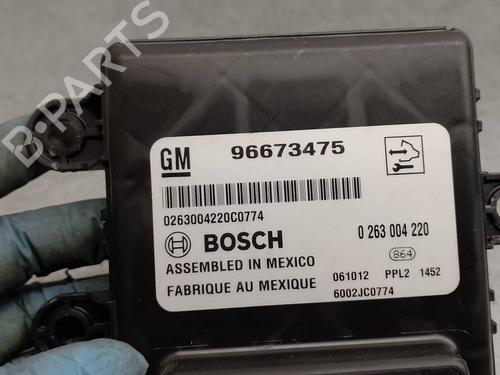 B-PARTS
GM 96673475
0263004220C0774
BOSCH 0 263 004 220
864
ASSEMBLED IN MEXICO
061012 PPL2 1452
FABRIQUE AU MEXIQUE
6002JC0774